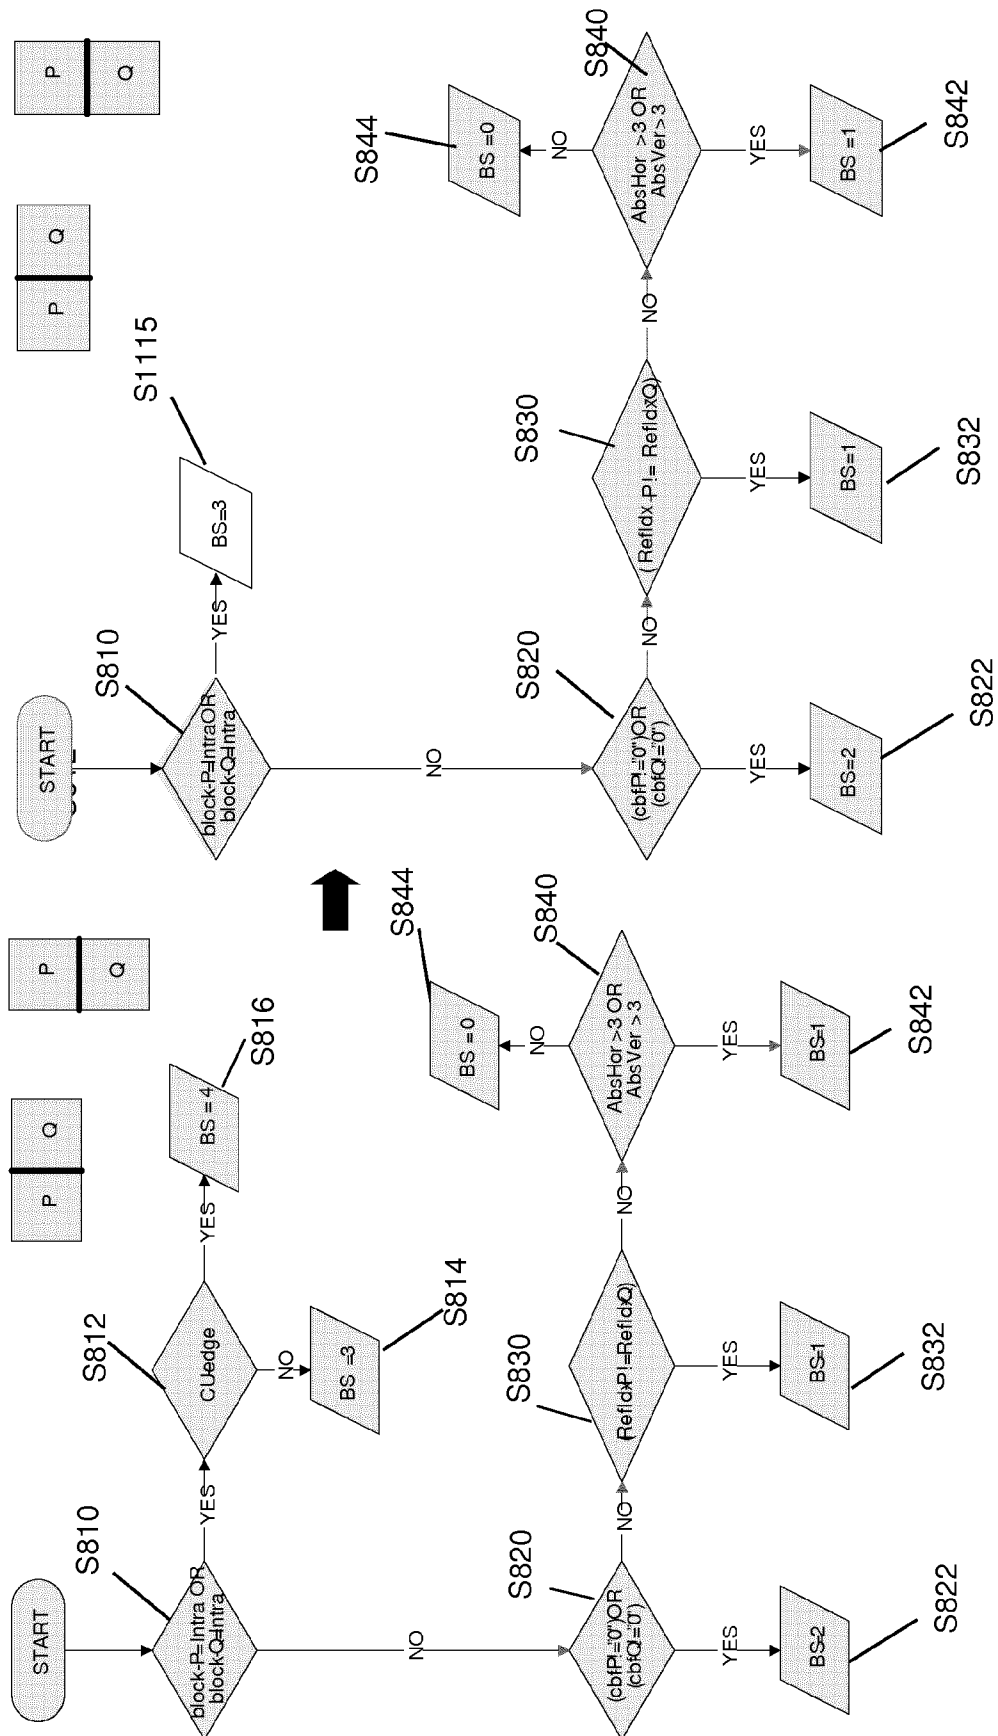 START
S810
block-P=Intra OR
block-Q=Intra
YES
S812
CUedge
YES
BS = 4
S816
NO
BS =3
S814
P
Q
P
Q
NO
S820
(cbfP!="0")OR
(cbfQ!="0")
YES
BS=2
S822
NO
S830
(RefIdxP!=RefIdxQ)
YES
BS=1
S832
NO
S840
AbsHor >3 OR
AbsVer > 3
NO
BS = 0
S844
YES
BS=1
S842
START
S810
block-P=IntraOR
block-Q=Intra
YES
BS=3
S1115
P
Q
P
Q
NO
S820
(cbfP!="0")OR
(cbfQ!="0")
YES
BS=2
S822
NO
S830
( RefIdx P!= RefIdxQ)
YES
BS=1
S832
NO
S840
AbsHor >3 OR
AbsVer > 3
NO
BS =0
S844
YES
BS =1
S842